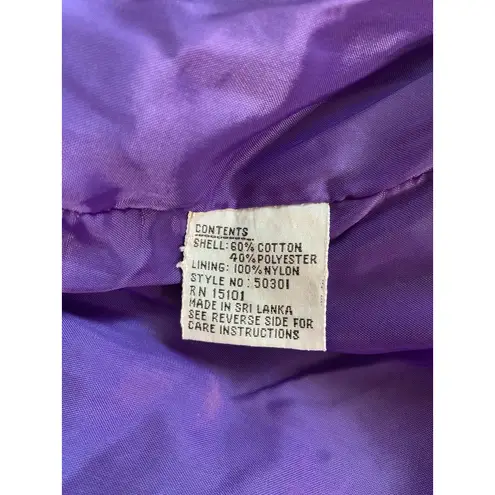 CONTENTS
SHELL: 60% COTTON
40% POLYESTER
LINING: 100% NYLON
STYLE NO: 50301
RN 15101
MADE IN SRI LANKA
SEE REVERSE SIDE FOR
CARE INSTRUCTIONS